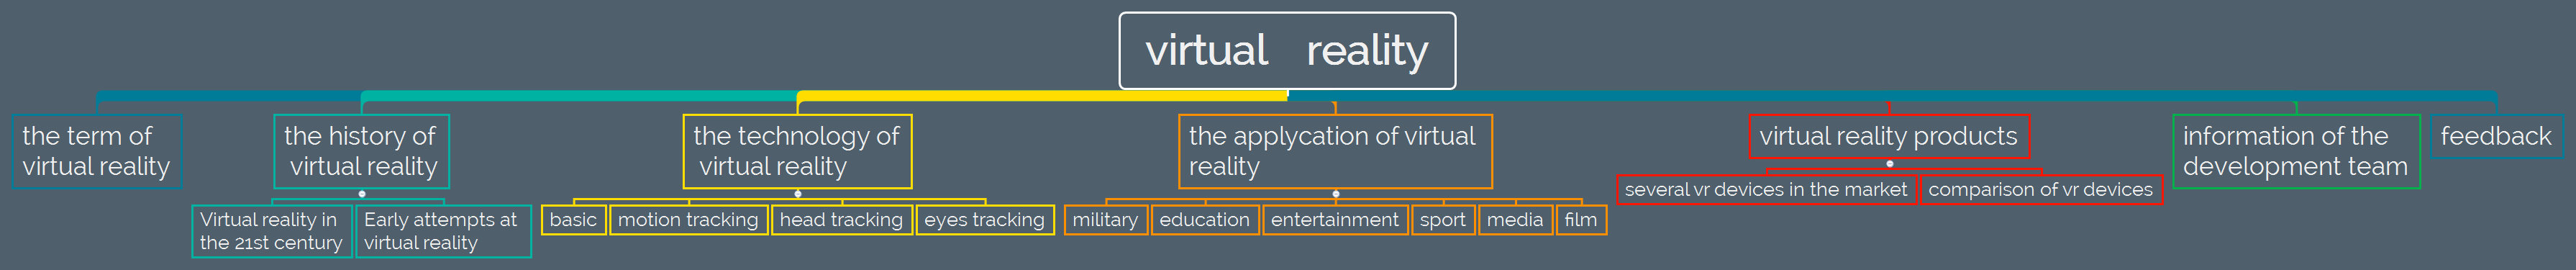 virtual reality
the term of
virtual reality
the history of
virtual reality
Virtual reality in
the 21st century
Early attempts at
virtual reality
the technology of
virtual reality
basic
motion tracking
head tracking
eyes tracking
the applycation of virtual
reality
military
education
entertainment
sport
media
film
virtual reality products
several vr devices in the market
comparison of vr devices
information of the
development team
feedback